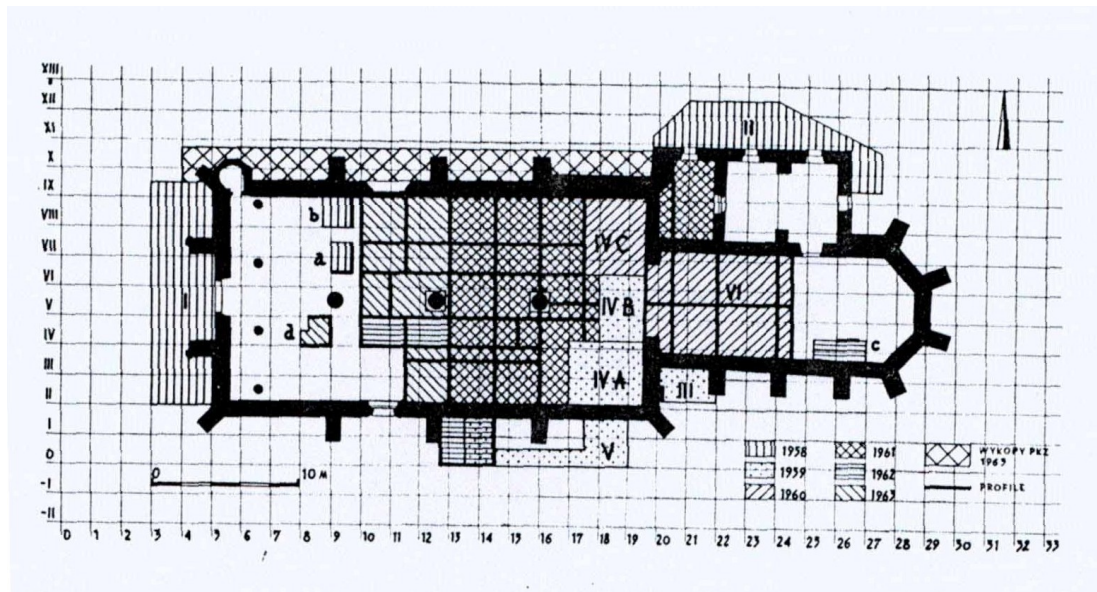 XIII
XII
XI
X
IX
VIII
VII
VI
V
IV
III
II
I
0
-I
-II
II
b
IV C
a
VI
I
IV B
d
c
IV A
III
V
0 10 M
1958
1959
1960
1961
1962
1963
WYKOPY PKZ
1963
PROFILE
0 1 2 3 4 5 6 7 8 9 10 11 12 13 14 15 16 17 18 19 20 21 22 23 24 25 26 27 28 29 30 31 32 33